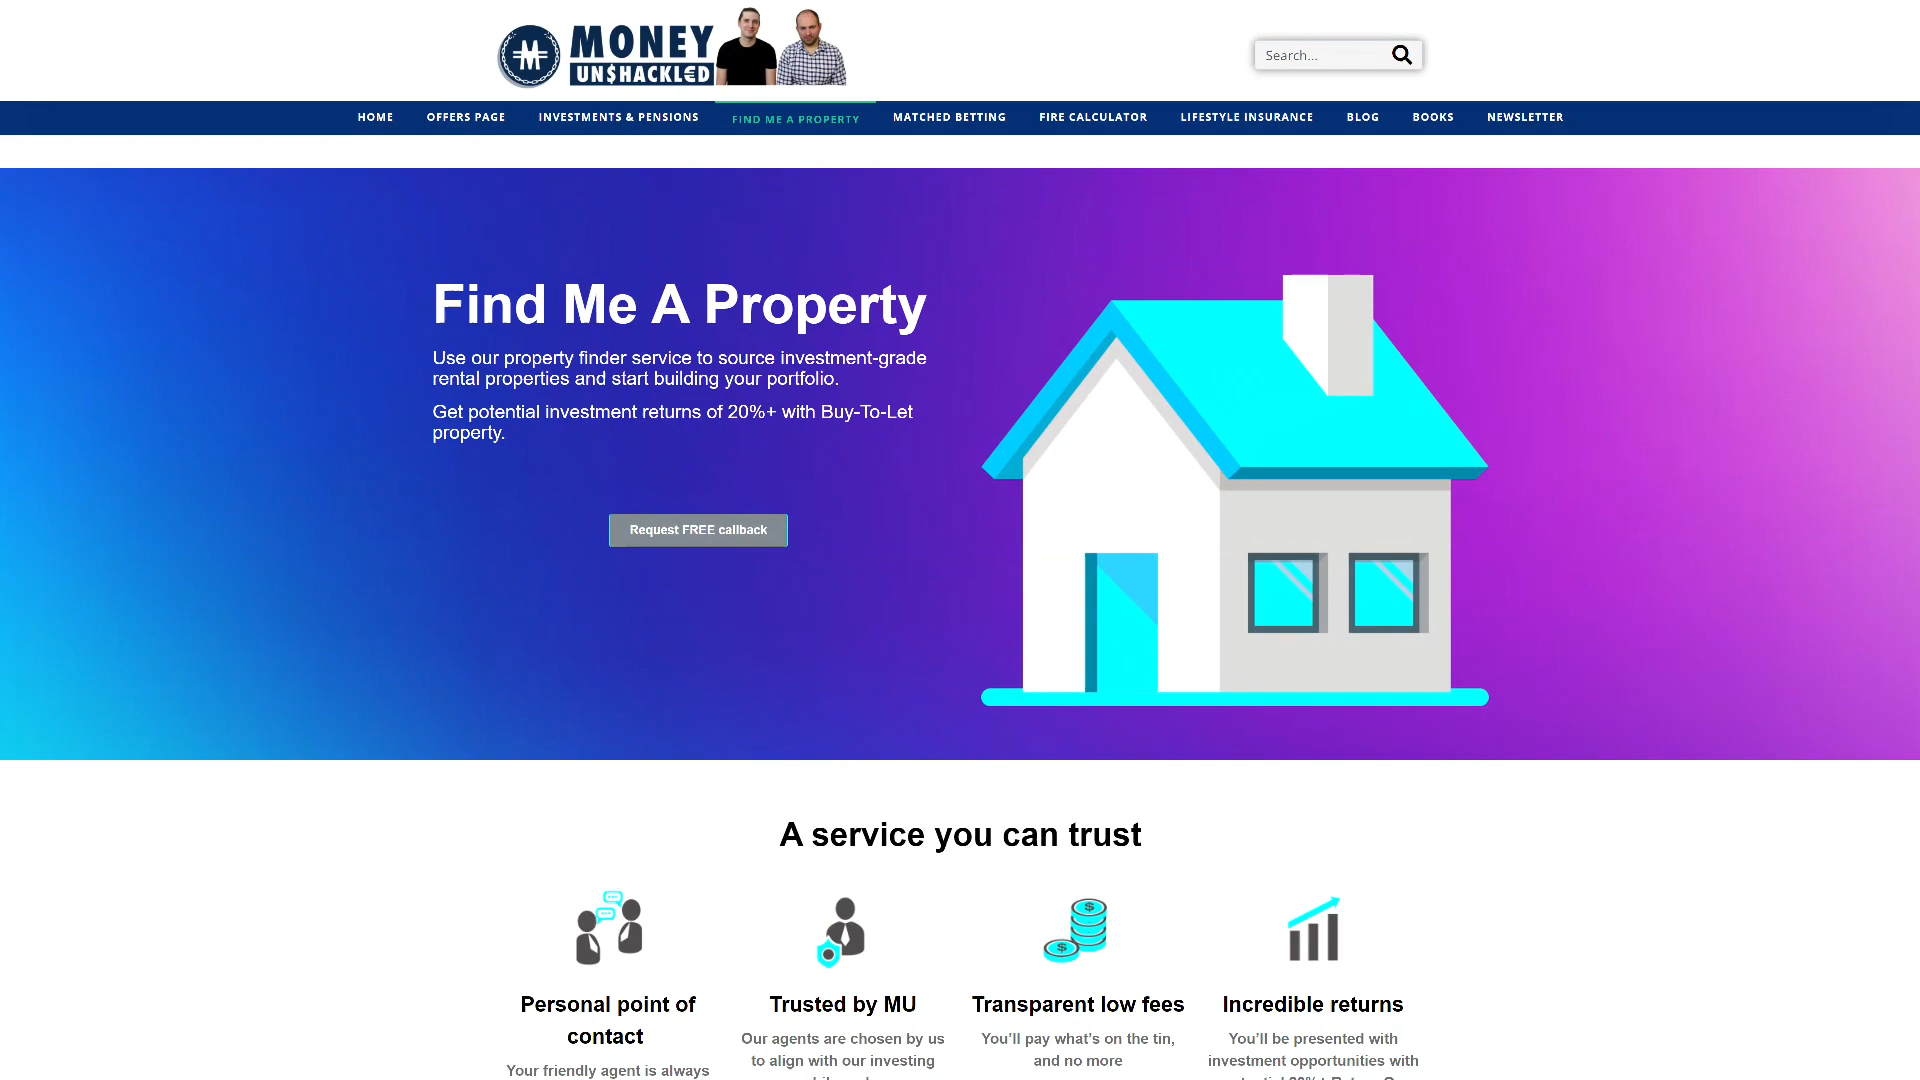 MONEY
UN$HACKL€D
Search...
HOME OFFERS PAGE INVESTMENTS & PENSIONS FIND ME A PROPERTY MATCHED BETTING FIRE CALCULATOR LIFESTYLE INSURANCE BLOG BOOKS NEWSLETTER
Find Me A Property
Use our property finder service to source investment-grade
rental properties and start building your portfolio.
Get potential investment returns of 20%+ with Buy-To-Let
property.
Request FREE callback
A service you can trust
Personal point of
contact
Your friendly agent is always
Trusted by MU
Our agents are chosen by us
to align with our investing
Transparent low fees
You’ll pay what’s on the tin,
and no more
Incredible returns
You’ll be presented with
investment opportunities with